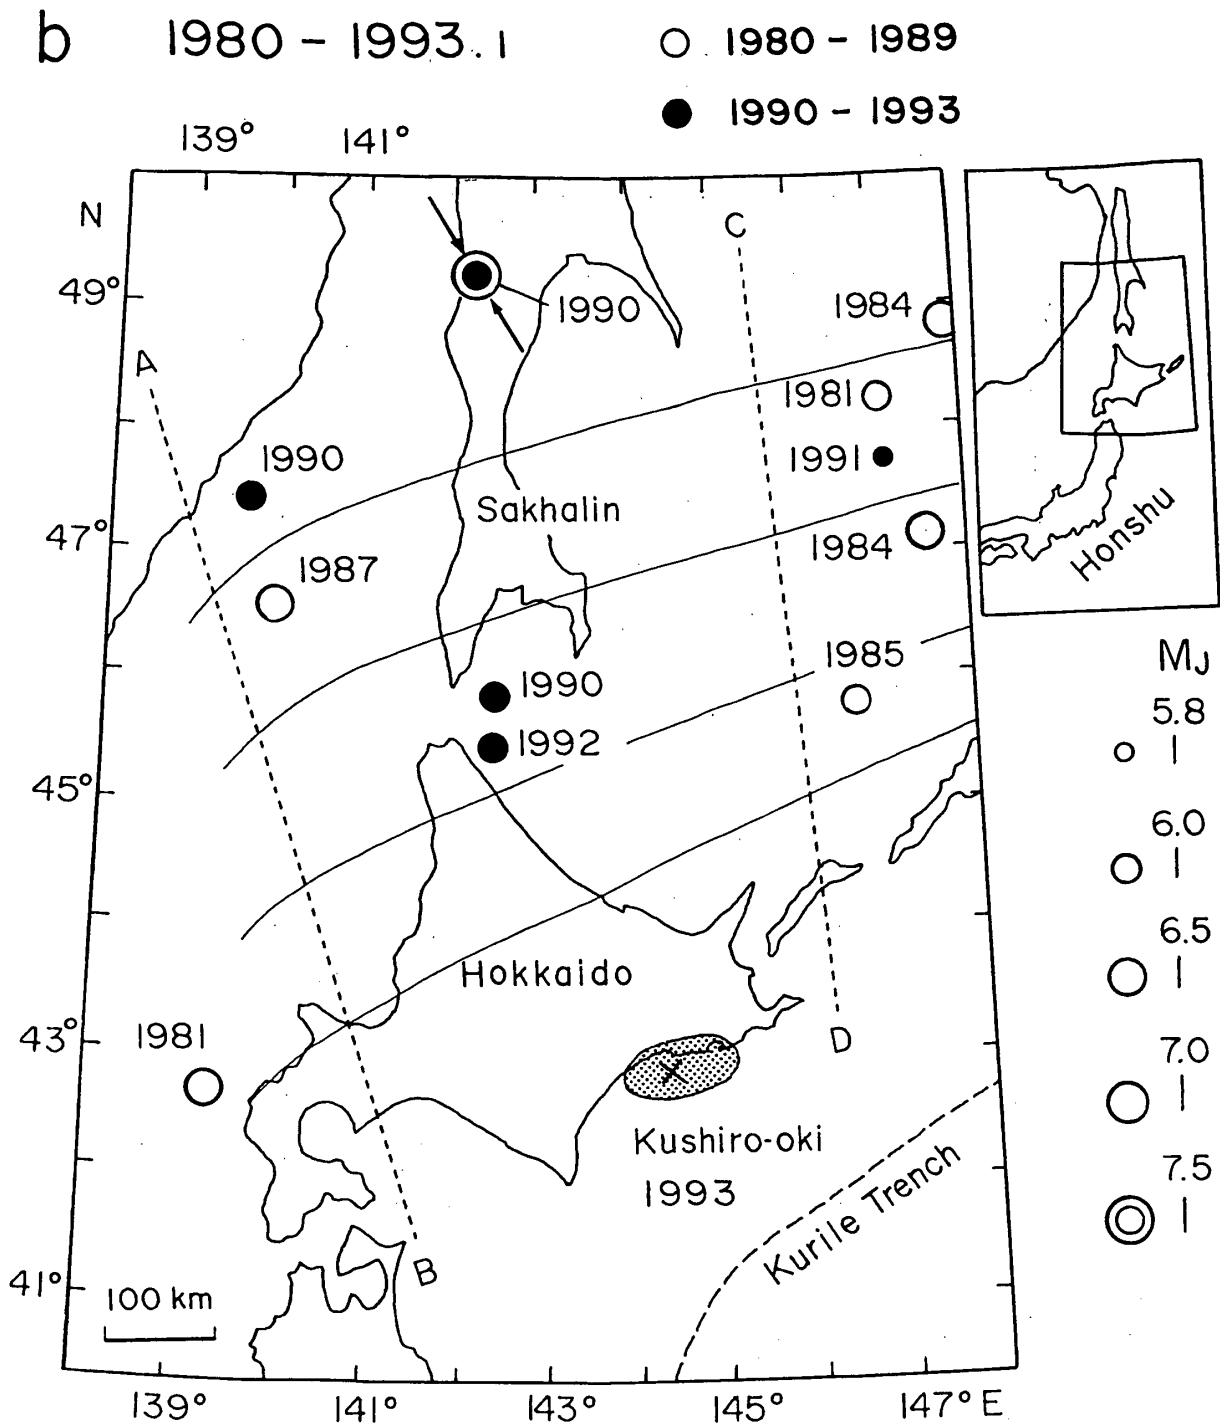 b 1980 - 1993.1
○ 1980 - 1989
● 1990 - 1993
139° 141°
N
C
49°
1990
1984
A
1981
1990
1991
Sakhalin
47°
1984
1987
Honshu
1985
MJ
1990
5.8
1992
45°
6.0
6.5
Hokkaido
43°
1981
D
7.0
Kushiro-oki
1993
Kurile Trench
7.5
B
41°
100 km
139° 141° 143° 145° 147° E